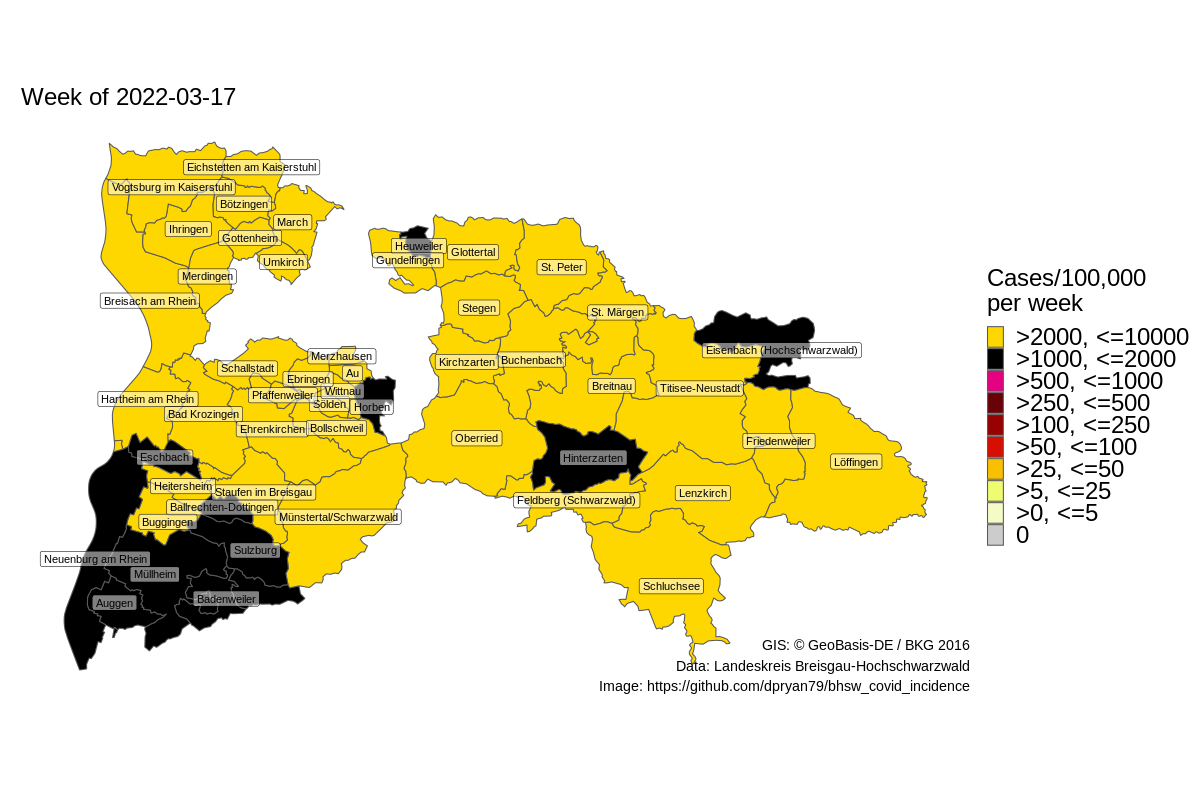 Week of 2022-03-17
Eichstetten am Kaiserstuhl
Vogtsburg im Kaiserstuhl
Bötzingen
March
Ihringen
Gottenheim
Umkirch
Merdingen
Breisach am Rhein
Heuweiler
Gundelfingen
Glottertal
St. Peter
Stegen
St. Märgen
Kirchzarten
Buchenbach
Breitnau
Titisee-Neustadt
Eisenbach (Hochschwarzwald)
Merzhausen
Schallstadt
Au
Ebringen
Wittnau
Pfaffenweiler
Sölden
Horben
Hartheim am Rhein
Bad Krozingen
Ehrenkirchen
Bollschweil
Oberried
Friedenweiler
Löffingen
Hinterzarten
Eschbach
Heitersheim
Staufen im Breisgau
Ballrechten-Dottingen
Buggingen
Münstertal/Schwarzwald
Feldberg (Schwarzwald)
Lenzkirch
Neuenburg am Rhein
Sulzburg
Müllheim
Auggen
Badenweiler
Schluchsee
Cases/100,000
per week
>2000, <=10000
>1000, <=2000
>500, <=1000
>250, <=500
>100, <=250
>50, <=100
>25, <=50
>5, <=25
>0, <=5
0
GIS: © GeoBasis-DE / BKG 2016
Data: Landeskreis Breisgau-Hochschwarzwald
Image: https://github.com/dpryan79/bhsw_covid_incidence